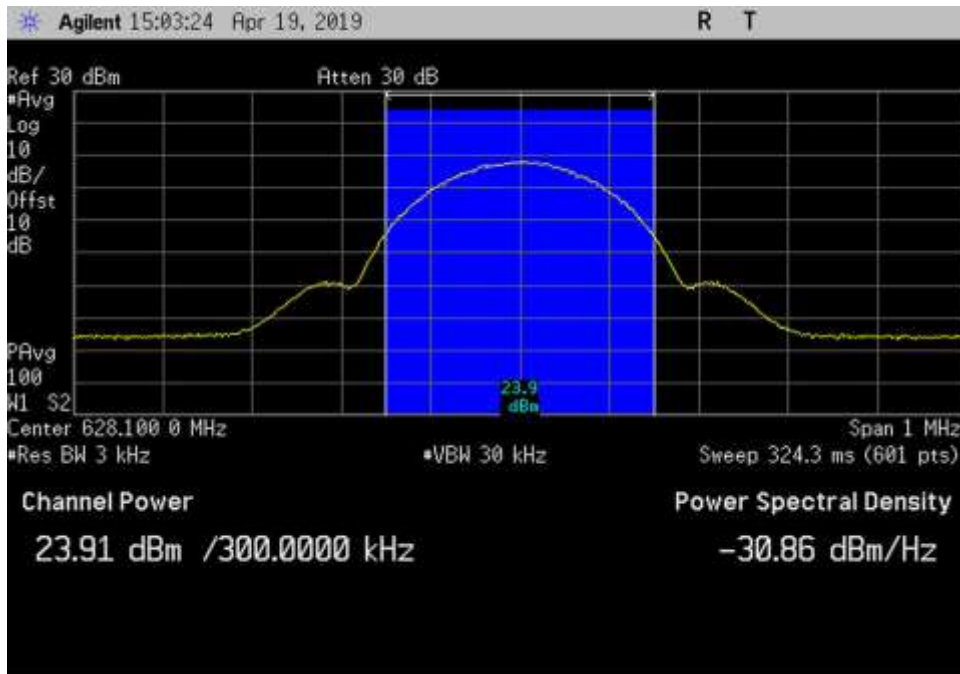 Agilent 15:03:24 Apr 19, 2019 R T
Ref 30 dBm Atten 30 dB
#Avg
Log
10
dB/
Offst
10
dB
PAvg
100
W1 S2
23.9
dBm
Center 628.100 0 MHz Span 1 MHz
#Res BW 3 kHz #VBW 30 kHz Sweep 324.3 ms (601 pts)
Channel Power Power Spectral Density
23.91 dBm /300.0000 kHz -30.86 dBm/Hz